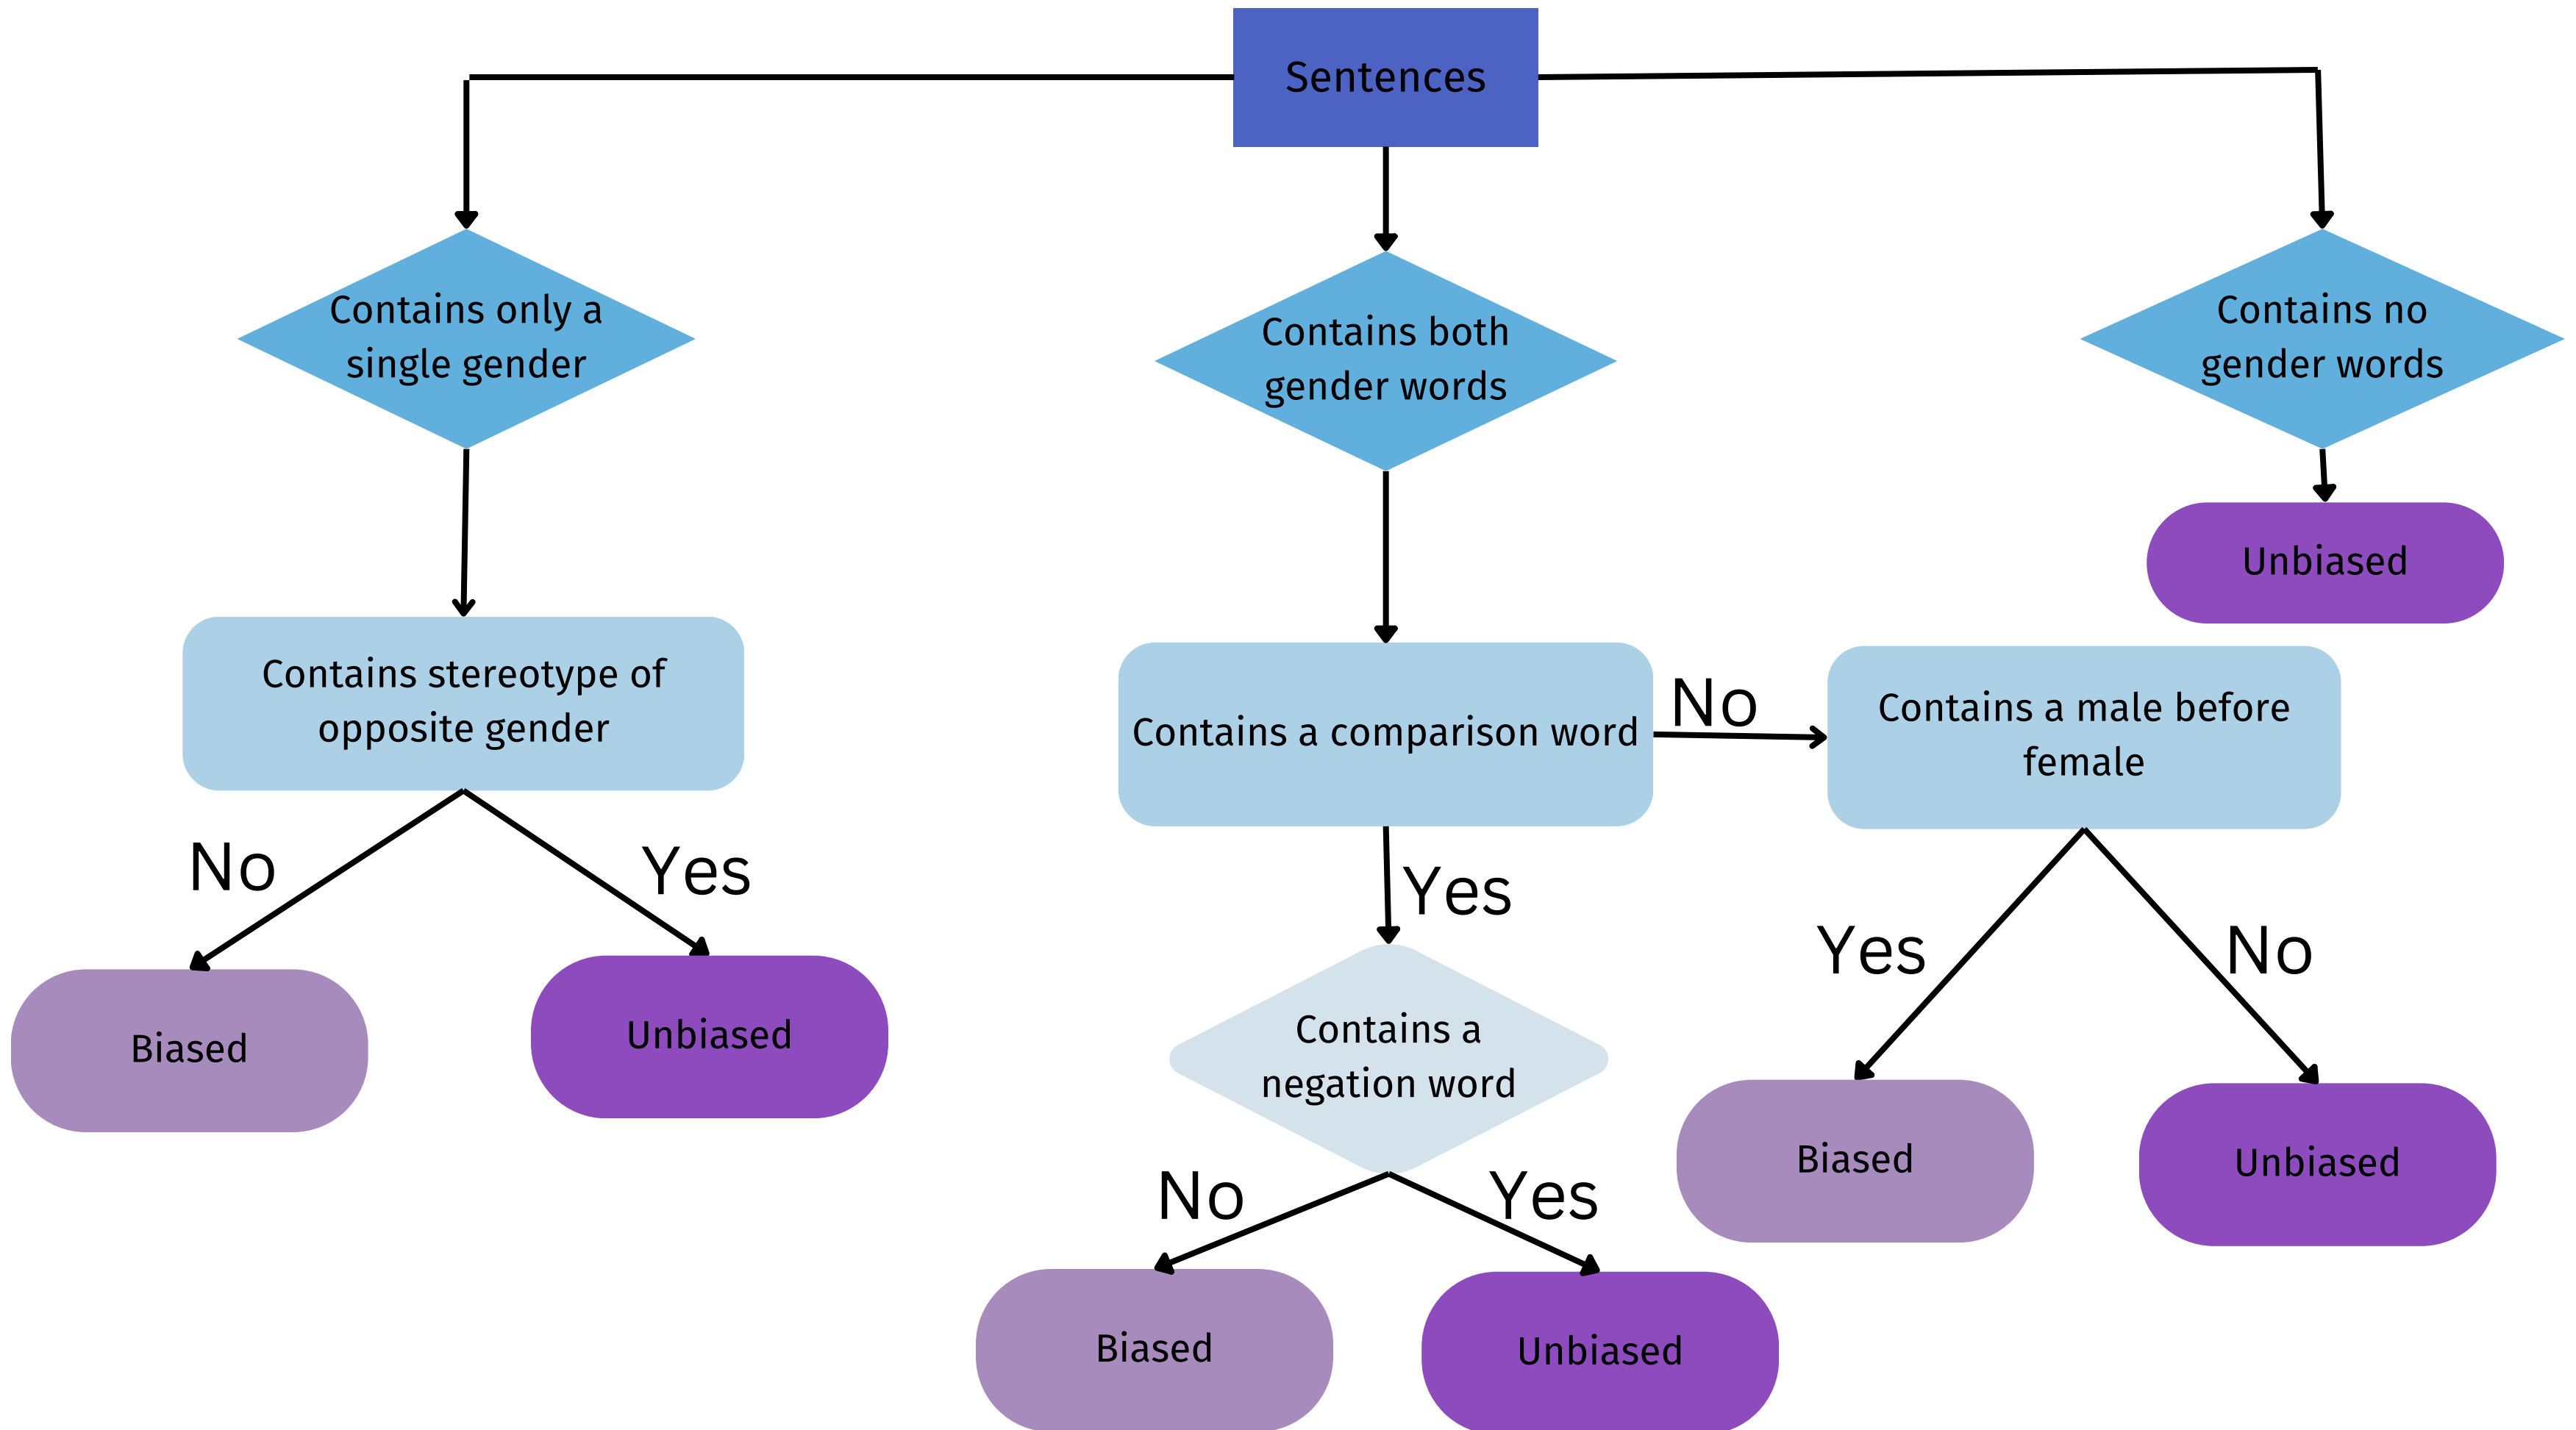 Sentences
Contains only a
single gender
Contains both
gender words
Contains no
gender words
Unbiased
Contains stereotype of
opposite gender
Contains a comparison word
No
Contains a male before
female
No
Yes
Yes
Yes
No
Biased
Unbiased
Contains a
negation word
Biased
Unbiased
No
Yes
Biased
Unbiased